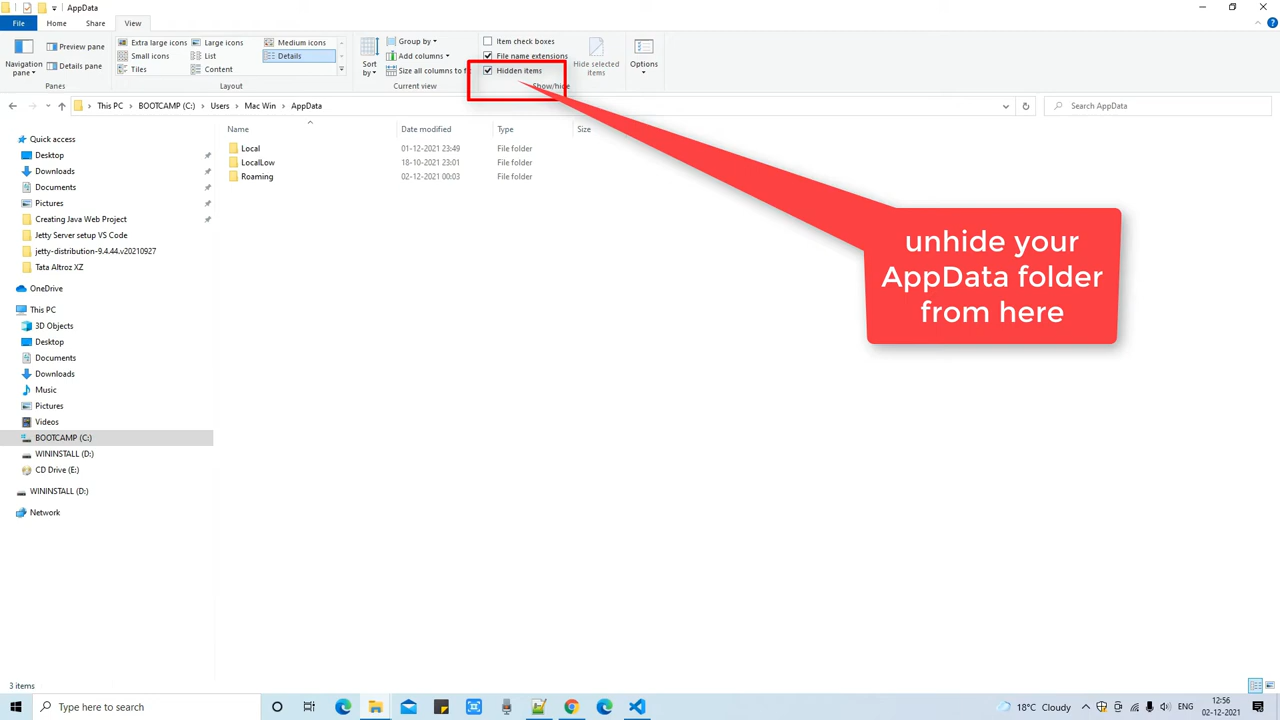 AppData
File
Home
Share
View
Navigation
pane
Preview pane
Details pane
Panes
Extra large icons
Large icons
Medium icons
Small icons
List
Details
Tiles
Content
Layout
Sort
by
Group by
Add columns
Size all columns to fi
Current view
Item check boxes
File name extensions
Hidden items
Show/hide
Hide selected
items
Options
This PC
BOOTCAMP (C:)
Users
Mac Win
AppData
Search AppData
Name
Date modified
Type
Size
Local
01-12-2021 23:49
File folder
LocalLow
18-10-2021 23:01
File folder
Roaming
02-12-2021 00:03
File folder
Quick access
Desktop
Downloads
Documents
Pictures
Creating Java Web Project
Jetty Server setup VS Code
jetty-distribution-9.4.44.v20210927
Tata Altroz XZ
OneDrive
This PC
3D Objects
Desktop
Documents
Downloads
Music
Pictures
Videos
BOOTCAMP (C:)
WININSTALL (D:)
CD Drive (E:)
WININSTALL (D:)
Network
unhide your
AppData folder
from here
3 items
Type here to search
18°C Cloudy
ENG
12:56
02-12-2021